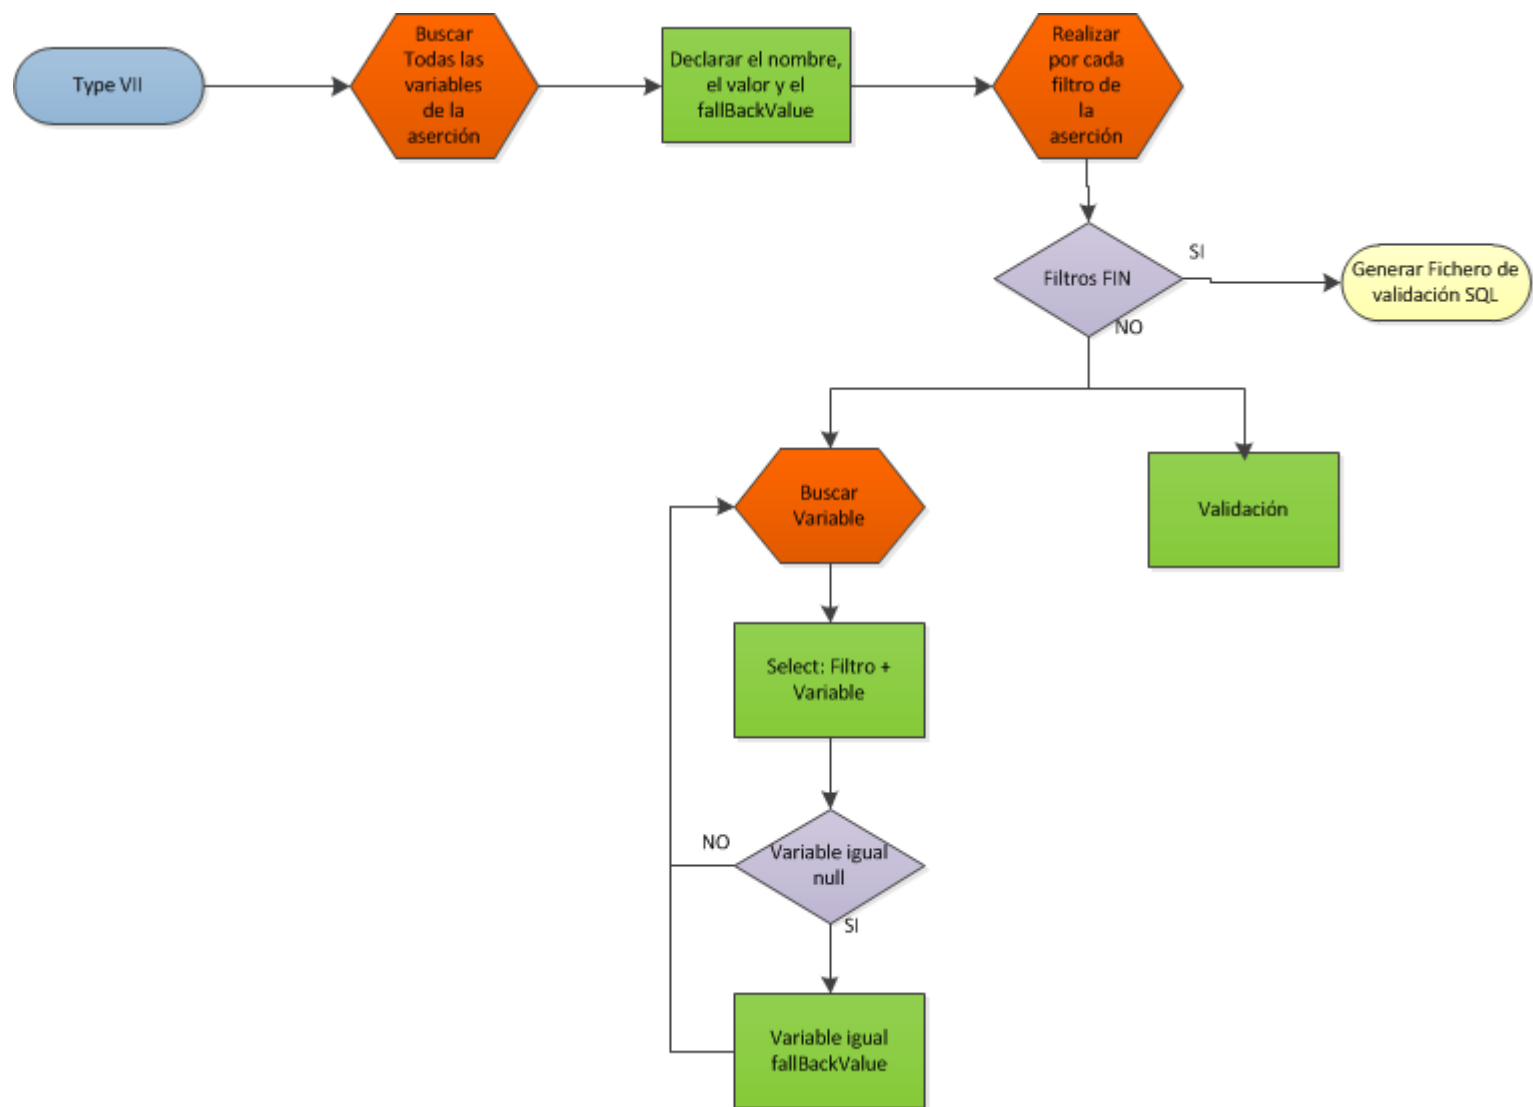 Type VII
Buscar
Todas las
variables
de la
aserción
Declarar el nombre,
el valor y el
fallBackValue
Realizar
por cada
filtro de
la
aserción
Filtros FIN
SI
Generar Fichero de
validación SQL
NO
Buscar
Variable
Validación
Select: Filtro +
Variable
NO
Variable igual
null
SI
Variable igual
fallBackValue